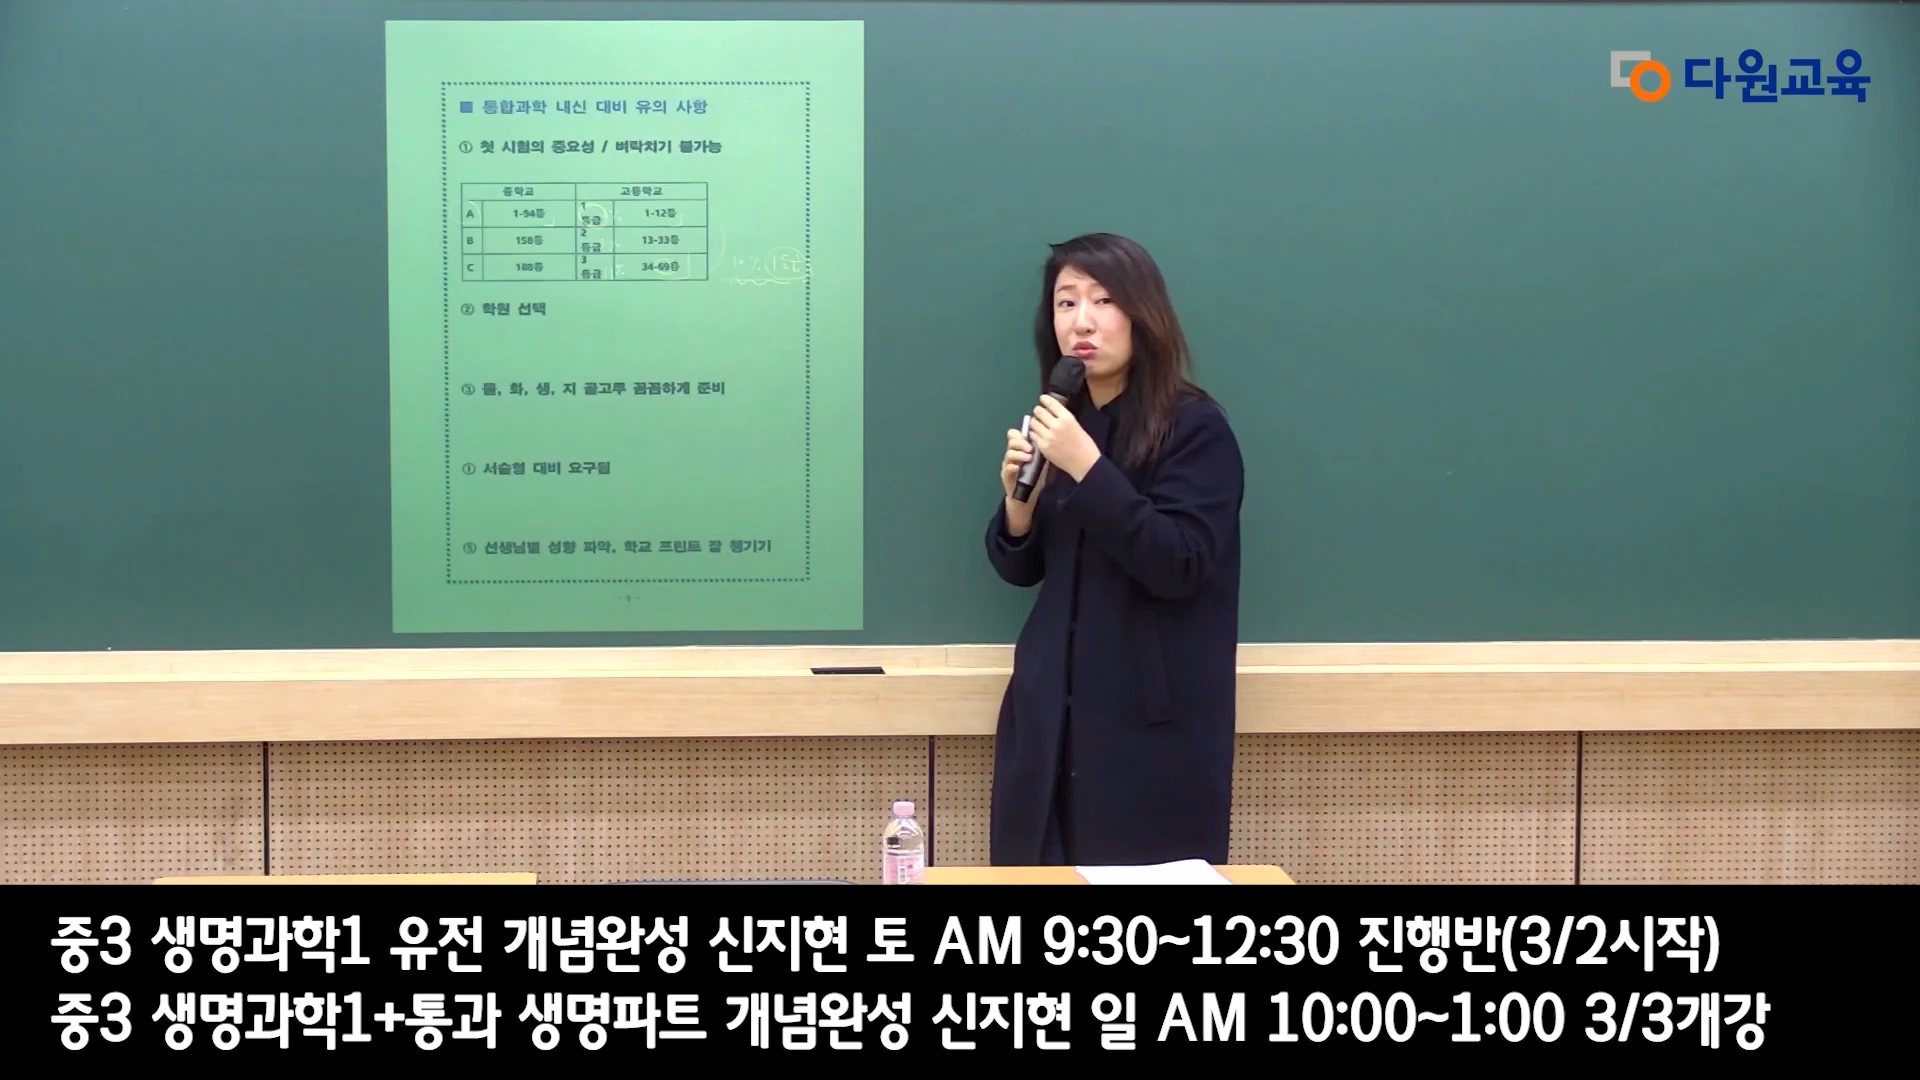 다원교육
■ 통합과학 내신 대비 유의 사항
① 첫 시험의 중요성 / 벼락치기 불가능
중학교 고등학교
A 1-94등 1등급 1-12등
B 158등 2등급 13-33등
C 188등 3등급 34-69등
② 학원 선택
③ 물, 화, 생, 지 골고루 꼼꼼하게 준비
① 서술형 대비 요구됨
⑤ 선생님별 성향 파악, 학교 프린트 잘 챙기기
중3 생명과학1 유전 개념완성 신지현 토 AM 9:30~12:30 진행반(3/2시작)
중3 생명과학1+통과 생명파트 개념완성 신지현 일 AM 10:00~1:00 3/3개강